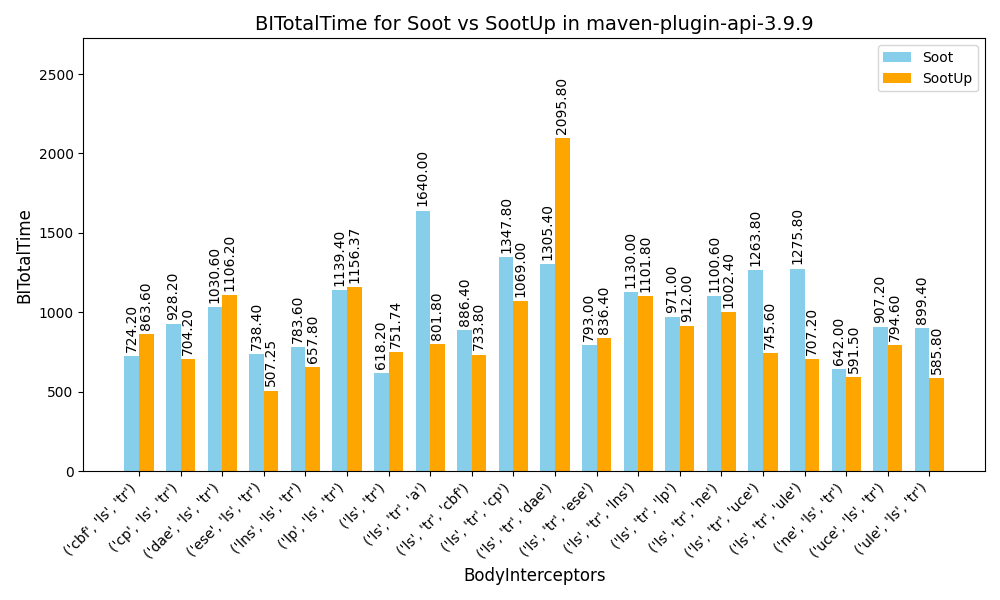 BITotalTime for Soot vs SootUp in maven-plugin-api-3.9.9
Soot
SootUp
BITotalTime
2500
2000
1500
1000
500
0
724.20
863.60
928.20
704.20
1030.60
1106.20
738.40
507.25
783.60
657.80
1139.40
1156.37
618.20
751.74
1640.00
801.80
886.40
733.80
1347.80
1069.00
1305.40
2095.80
793.00
836.40
1130.00
1101.80
971.00
912.00
1100.60
1002.40
1263.80
745.60
1275.80
707.20
642.00
591.50
907.20
794.60
899.40
585.80
('cbf', 'ls', 'tr')
('cp', 'ls', 'tr')
('dae', 'ls', 'tr')
('ese', 'ls', 'tr')
('lns', 'ls', 'tr')
('lp', 'ls', 'tr')
('ls', 'tr')
('ls', 'tr', 'a')
('ls', 'tr', 'cbf')
('ls', 'tr', 'cp')
('ls', 'tr', 'dae')
('ls', 'tr', 'ese')
('ls', 'tr', 'lns')
('ls', 'tr', 'lp')
('ls', 'tr', 'ne')
('ls', 'tr', 'uce')
('ls', 'tr', 'ule')
('ne', 'ls', 'tr')
('uce', 'ls', 'tr')
('ule', 'ls', 'tr')
BodyInterceptors